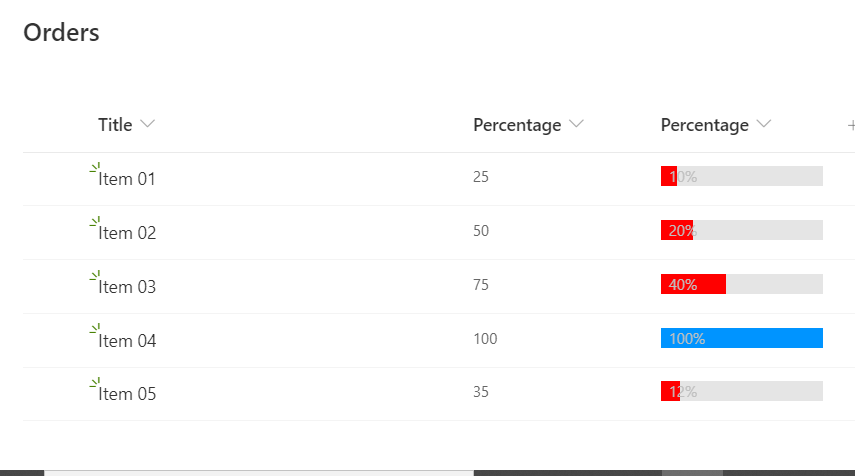 Orders
Title Percentage Percentage +
Item 01 25 10%
Item 02 50 20%
Item 03 75 40%
Item 04 100 100%
Item 05 35 12%